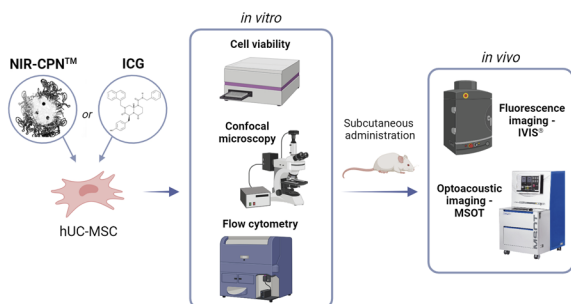 in vitro
Cell viability
NIR-CPN™
or
ICG
hUC-MSC
Confocal
microscopy
Flow cytometry
Subcutaneous
administration
in vivo
Fluorescence
imaging -
IVIS®
Optoacoustic
imaging -
MSOT
MSOT